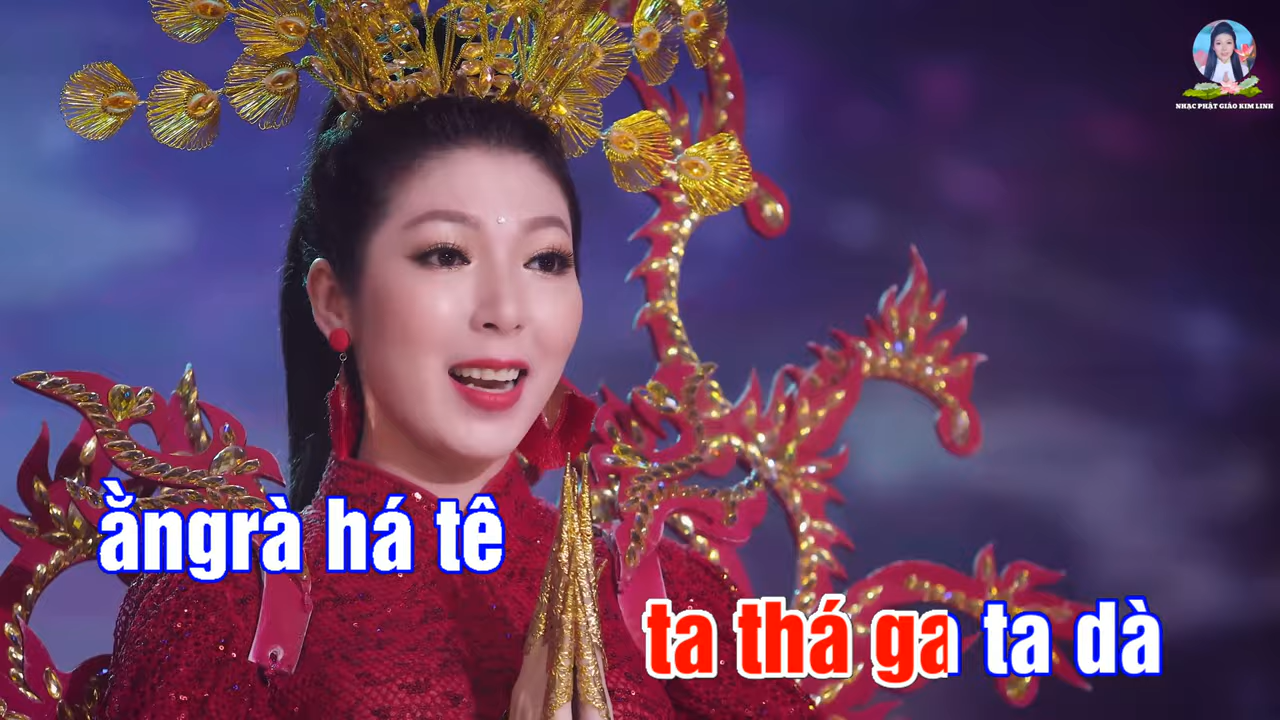 NHẠC PHẬT GIÁO KIM LINH
ằngrà há tê
ta thá ga ta dà